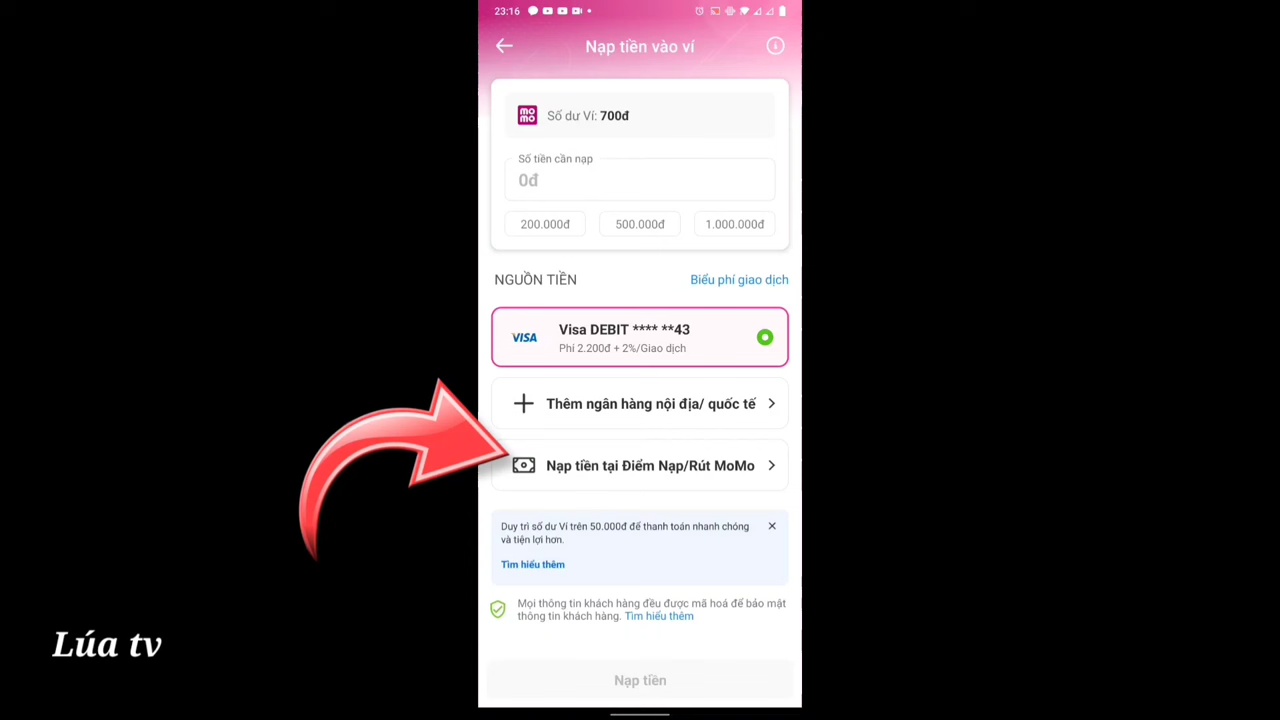 23:16
Nạp tiền vào ví
mo
mo
Số dư Ví: 700đ
Số tiền cần nạp
0đ
200.000đ 500.000đ 1.000.000đ
NGUỒN TIỀN Biểu phí giao dịch
VISA
Visa DEBIT **** **43
Phí 2.200đ + 2%/Giao dịch
Thêm ngân hàng nội địa/ quốc tế
Nạp tiền tại Điểm Nạp/Rút MoMo
Duy trì số dư Ví trên 50.000đ để thanh toán nhanh chóng
và tiện lợi hơn.
Tìm hiểu thêm
Mọi thông tin khách hàng đều được mã hoá để bảo mật
thông tin khách hàng. Tìm hiểu thêm
Lúa tv
Nạp tiền